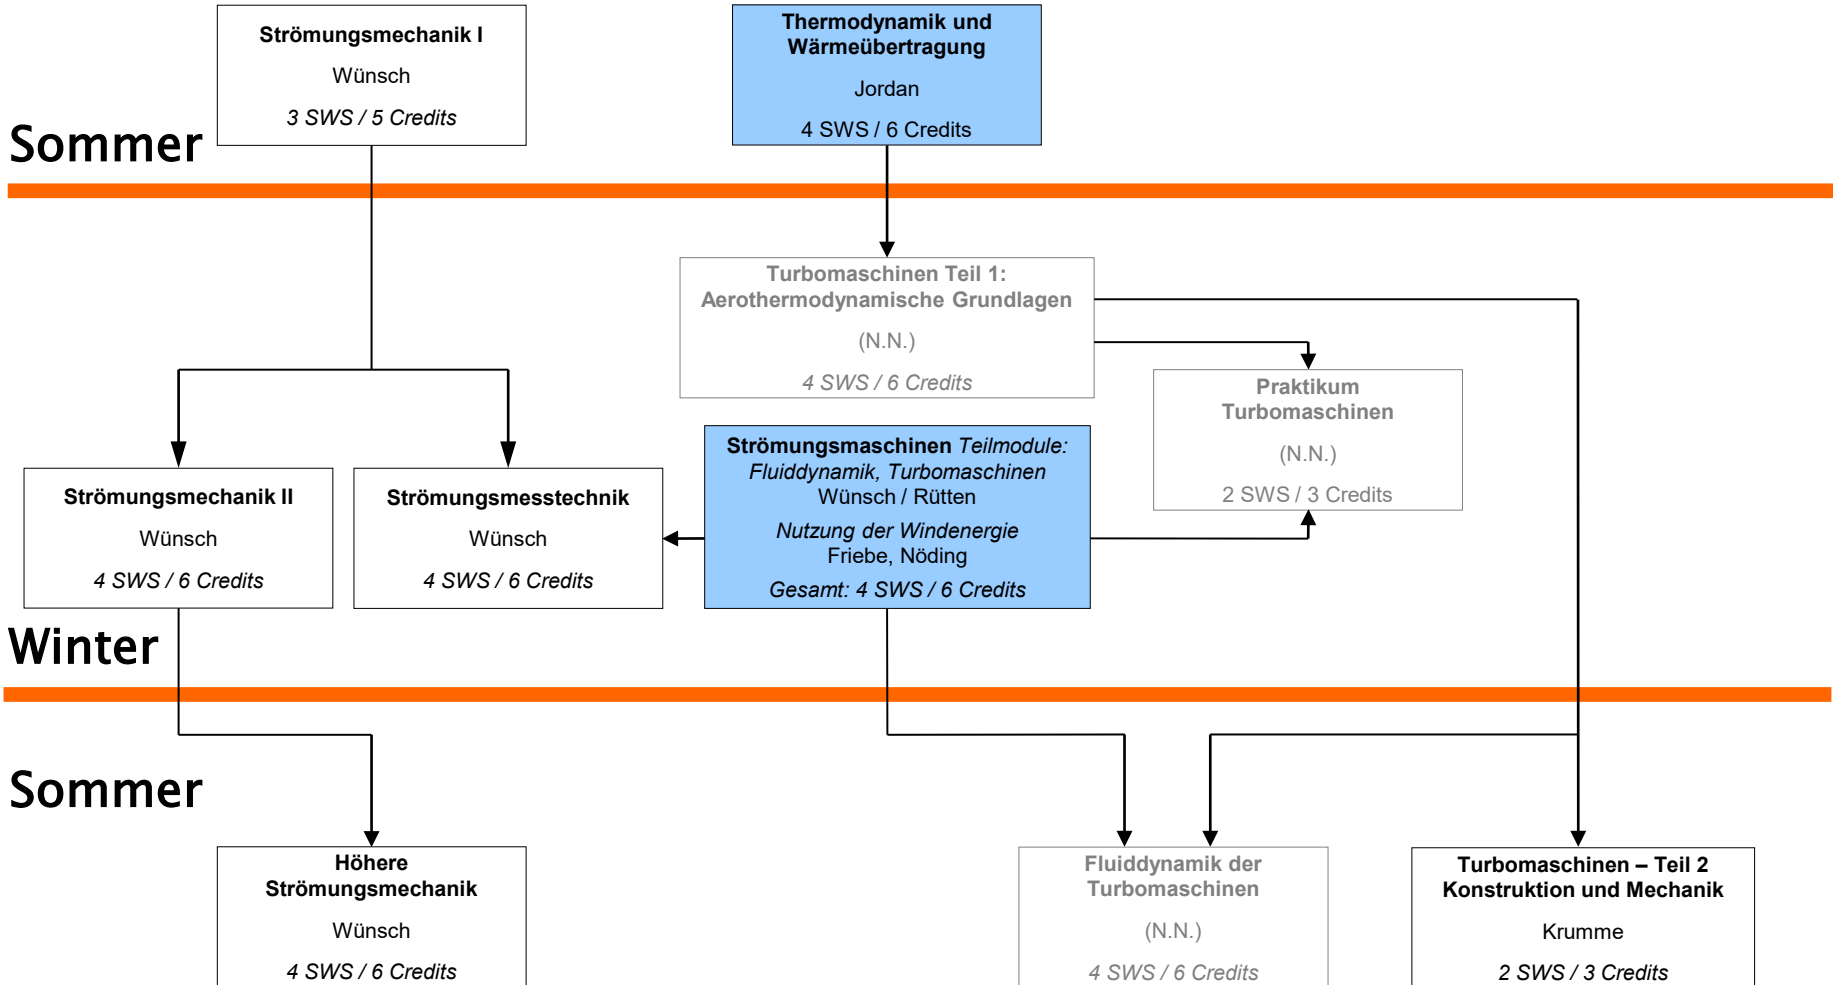 Strömungsmechanik I
Wünsch
3 SWS / 5 Credits
Thermodynamik und
Wärmeübertragung
Jordan
4 SWS / 6 Credits
Sommer
Turbomaschinen Teil 1:
Aerothermodynamische Grundlagen
(N.N.)
4 SWS / 6 Credits
Praktikum
Turbomaschinen
(N.N.)
2 SWS / 3 Credits
Strömungsmechanik II
Wünsch
4 SWS / 6 Credits
Strömungsmesstechnik
Wünsch
4 SWS / 6 Credits
Strömungsmaschinen Teilmodule:
Fluiddynamik, Turbomaschinen
Wünsch / Rütten
Nutzung der Windenergie
Friebe, Nöding
Gesamt: 4 SWS / 6 Credits
Winter
Sommer
Höhere
Strömungsmechanik
Wünsch
4 SWS / 6 Credits
Fluiddynamik der
Turbomaschinen
(N.N.)
4 SWS / 6 Credits
Turbomaschinen – Teil 2
Konstruktion und Mechanik
Krumme
2 SWS / 3 Credits